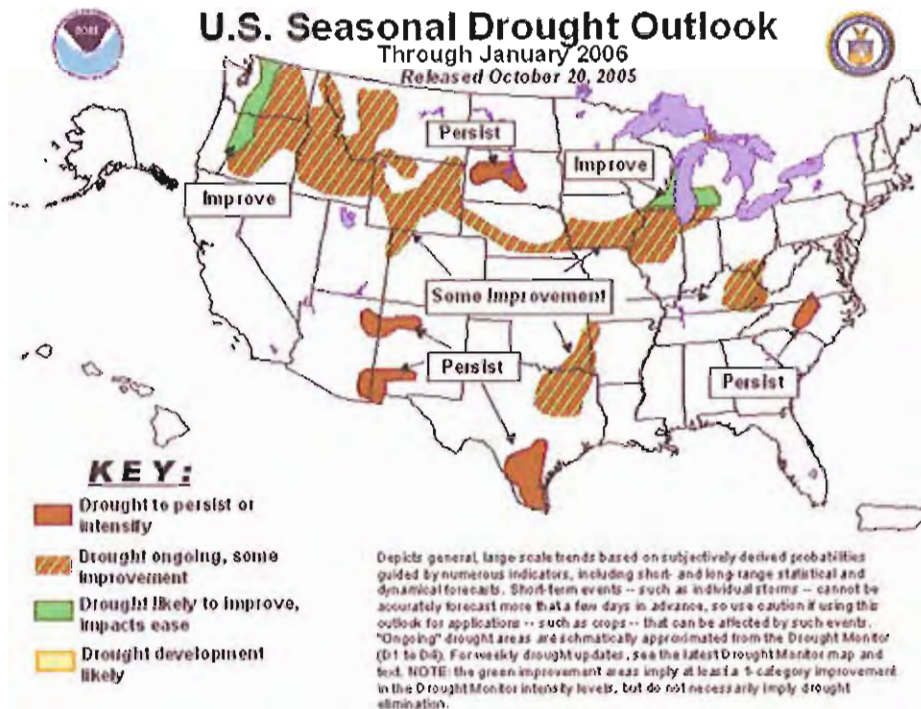 U.S. Seasonal Drought Outlook
Through January 2006
Released October 20, 2005
Persist
Improve
Improve
Some Improvement
Persist
Persist
KEY:
Drought to persist or
intensify
Drought ongoing, some
improvement
Drought likely to improve,
impacts ease
Drought development
likely
Depicts general, large-scale trends based on subjectively derived probabilities
guided by numerous indicators, including short- and long-range statistical and
dynamical forecasts. Short-term events -- such as individual storms -- cannot be
accurately forecast more that a few days in advance, so use caution if using this
outlook for applications -- such as crops -- that can be affected by such events.
"Ongoing" drought areas are schmatically approximated from the Drought Monitor
(D1 to D4). For weekly drought updates, see the latest Drought Monitor map and
text. NOTE: the green improvement areas imply at least a 1-category improvement
in the Drought Monitor intensity levels, but do not necessarily imply drought
elimination.